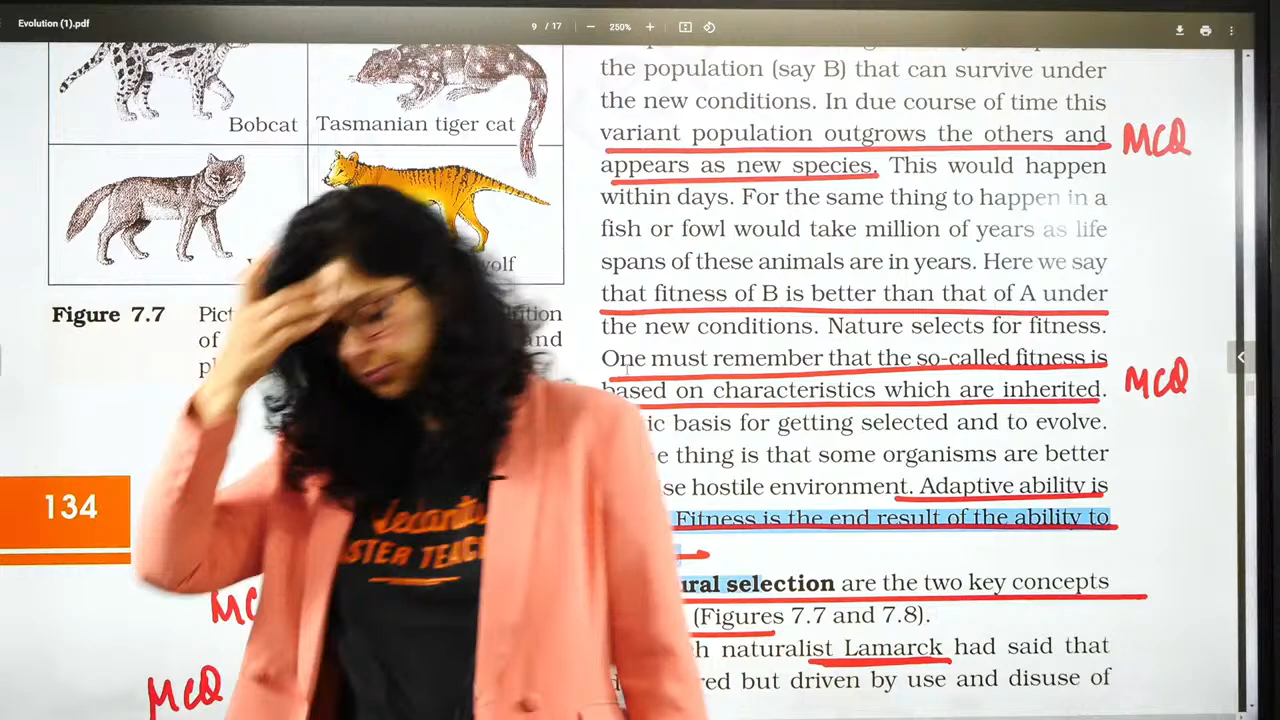 Evolution (1).pdf
9 / 17
250%
Bobcat
Tasmanian tiger cat
olf
Figure 7.7
Pict
tion
of
and
pl
134
the population (say B) that can survive under
the new conditions. In due course of time this
variant population outgrows the others and
appears as new species. This would happen
within days. For the same thing to happen in a
fish or fowl would take million of years as life
spans of these animals are in years. Here we say
that fitness of B is better than that of A under
the new conditions. Nature selects for fitness.
One must remember that the so-called fitness is
based on characteristics which are inherited.
ic basis for getting selected and to evolve.
e thing is that some organisms are better
se hostile environment. Adaptive ability is
Fitness is the end result of the ability to
ural selection are the two key concepts
(Figures 7.7 and 7.8).
h naturalist Lamarck had said that
red but driven by use and disuse of
MCQ
MCQ
MC
MCQ
Vedantu
ASTER TEAC